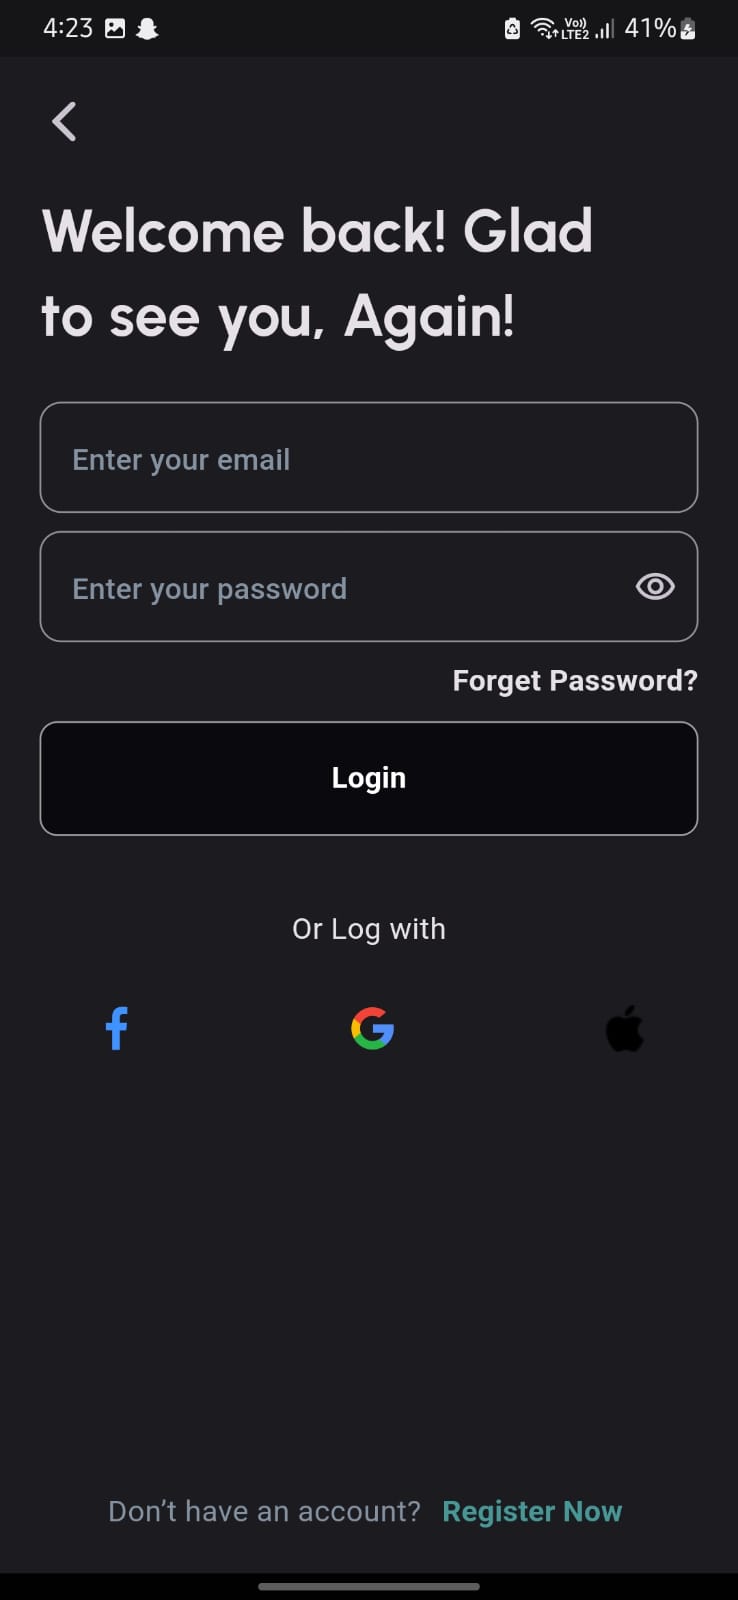 4:23 Vo)) LTE2 41%
Welcome back! Glad
to see you, Again!
Enter your email
Enter your password
Forget Password?
Login
Or Log with
Don’t have an account? Register Now